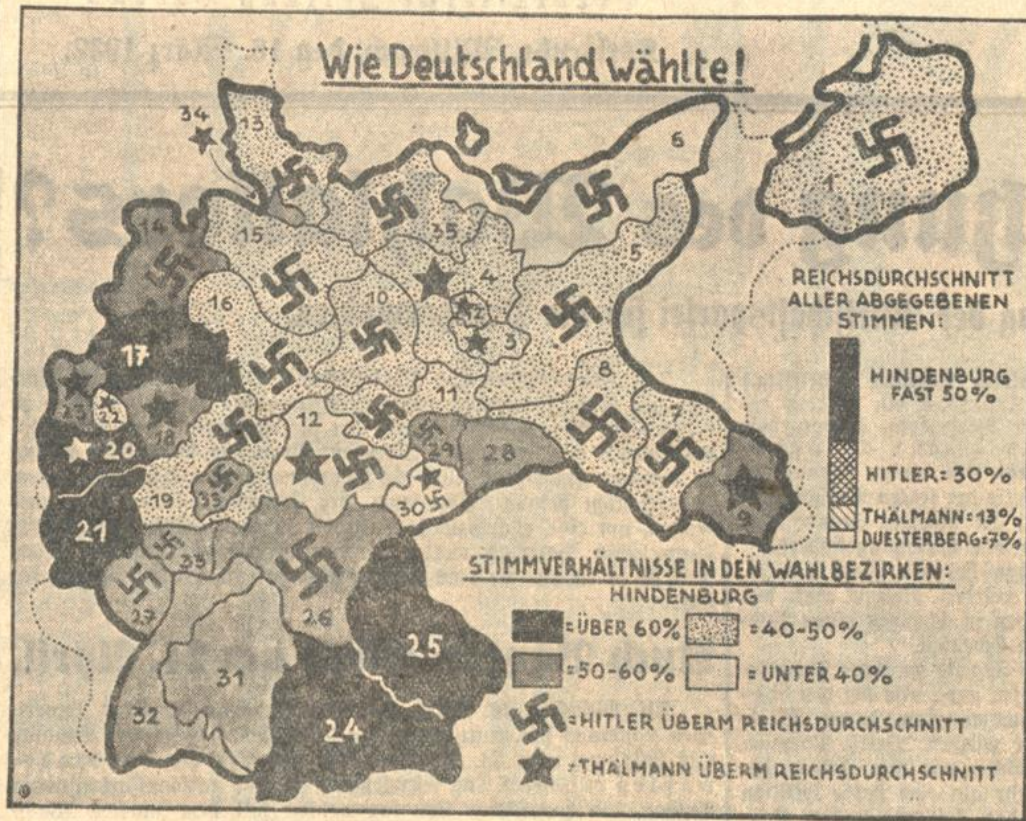 Wie Deutschland wählte!
34
13
6
1
14
15
35
5
16
10
4
2
3
17
11
8
7
23
22
18
12
29
28
20
9
19
33
30
21
33
27
26
25
31
32
24
REICHSDURCHSCHNITT
ALLER ABGEGEBENEN
STIMMEN:
HINDENBURG
FAST 50%
HITLER = 30%
THÄLMANN = 13%
DUESTERBERG = 7%
STIMMVERHÄLTNISSE IN DEN WAHLBEZIRKEN:
HINDENBURG
= ÜBER 60% = 40-50%
= 50-60% = UNTER 40%
= HITLER ÜBERM REICHSDURCHSCHNITT
= THÄLMANN ÜBERM REICHSDURCHSCHNITT